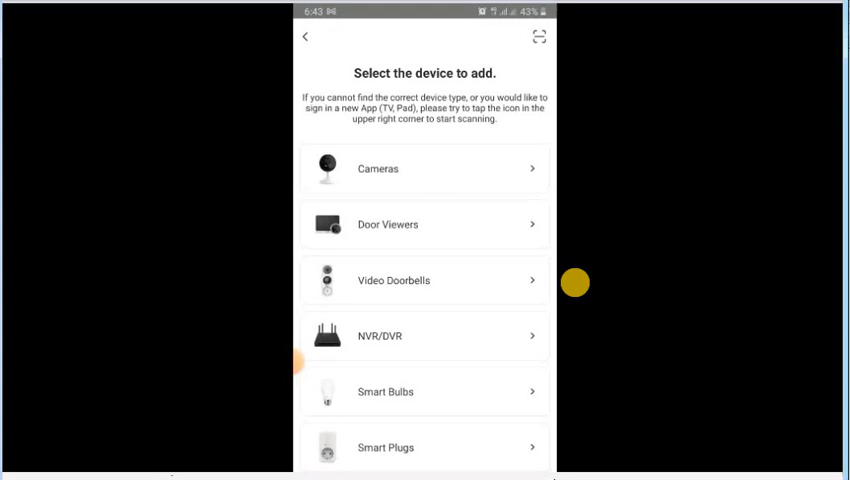 6:43 43%
Select the device to add.
If you cannot find the correct device type, or you would like to
sign in a new App (TV, Pad), please try to tap the icon in the
upper right corner to start scanning.
Cameras
Door Viewers
Video Doorbells
NVR/DVR
Smart Bulbs
Smart Plugs